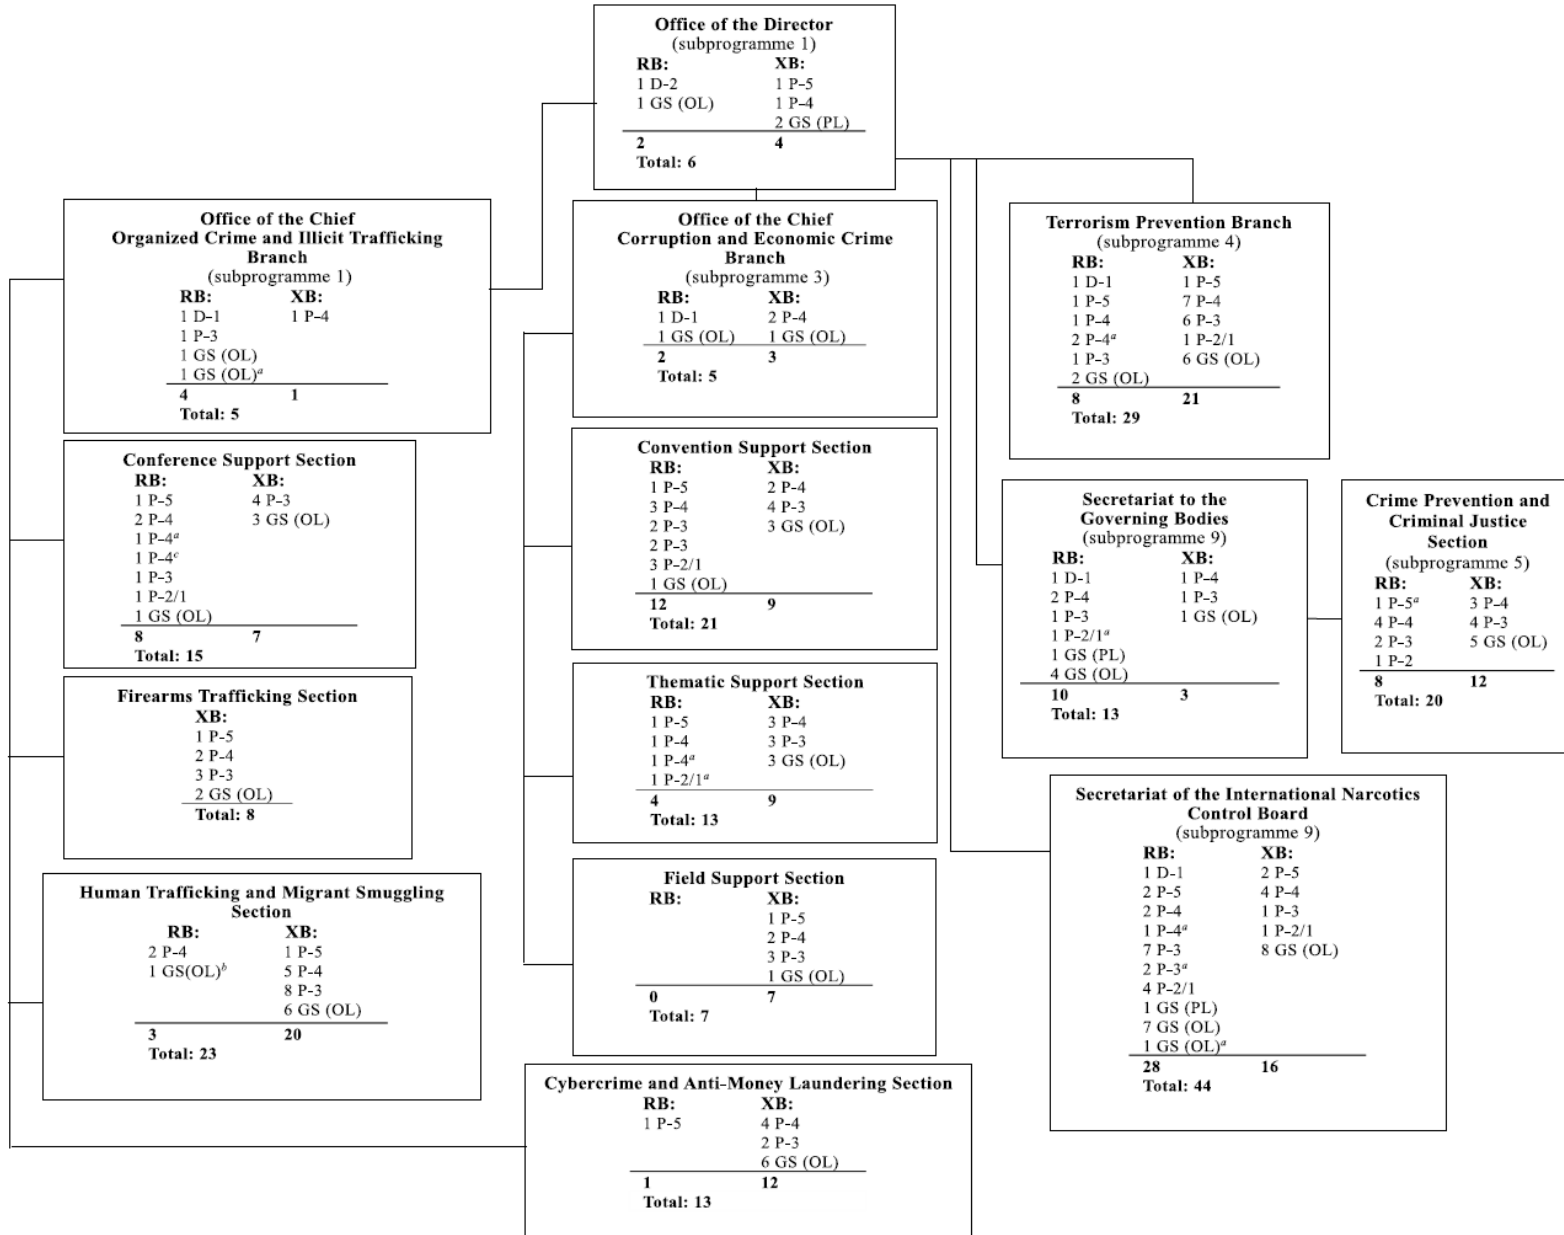 Office of the Director
(subprogramme 1)
RB: XB:
1 D-2 1 P-5
1 GS (OL) 1 P-4
2 GS (PL)
2 4
Total: 6
Office of the Chief
Organized Crime and Illicit Trafficking
Branch
(subprogramme 1)
RB: XB:
1 D-1 1 P-4
1 P-3
1 GS (OL)
1 GS (OL)a
4 1
Total: 5
Office of the Chief
Corruption and Economic Crime
Branch
(subprogramme 3)
RB: XB:
1 D-1 2 P-4
1 GS (OL) 1 GS (OL)
2 3
Total: 5
Terrorism Prevention Branch
(subprogramme 4)
RB: XB:
1 D-1 1 P-5
1 P-5 7 P-4
1 P-4 6 P-3
2 P-4a 1 P-2/1
1 P-3 6 GS (OL)
2 GS (OL)
8 21
Total: 29
Conference Support Section
RB: XB:
1 P-5 4 P-3
2 P-4 3 GS (OL)
1 P-4a
1 P-4c
1 P-3
1 P-2/1
1 GS (OL)
8 7
Total: 15
Convention Support Section
RB: XB:
1 P-5 2 P-4
3 P-4 4 P-3
2 P-3 3 GS (OL)
2 P-3
3 P-2/1
1 GS (OL)
12 9
Total: 21
Secretariat to the
Governing Bodies
(subprogramme 9)
RB: XB:
1 D-1 1 P-4
2 P-4 1 P-3
1 P-3 1 GS (OL)
1 P-2/1a
1 GS (PL)
4 GS (OL)
10 3
Total: 13
Crime Prevention and
Criminal Justice
Section
(subprogramme 5)
RB: XB:
1 P-5a 3 P-4
4 P-4 4 P-3
2 P-3 5 GS (OL)
1 P-2
8 12
Total: 20
Firearms Trafficking Section
XB:
1 P-5
2 P-4
3 P-3
2 GS (OL)
Total: 8
Thematic Support Section
RB: XB:
1 P-5 3 P-4
1 P-4 3 P-3
1 P-4a 3 GS (OL)
1 P-2/1a
4 9
Total: 13
Secretariat of the International Narcotics
Control Board
(subprogramme 9)
RB: XB:
1 D-1 2 P-5
2 P-5 4 P-4
2 P-4 1 P-3
1 P-4a 1 P-2/1
7 P-3 8 GS (OL)
2 P-3a
4 P-2/1
1 GS (PL)
7 GS (OL)
1 GS (OL)a
28 16
Total: 44
Human Trafficking and Migrant Smuggling
Section
RB: XB:
2 P-4 1 P-5
1 GS(OL)b 5 P-4
8 P-3
6 GS (OL)
3 20
Total: 23
Field Support Section
RB: XB:
1 P-5
2 P-4
3 P-3
1 GS (OL)
0 7
Total: 7
Cybercrime and Anti-Money Laundering Section
RB: XB:
1 P-5 4 P-4
2 P-3
6 GS (OL)
1 12
Total: 13